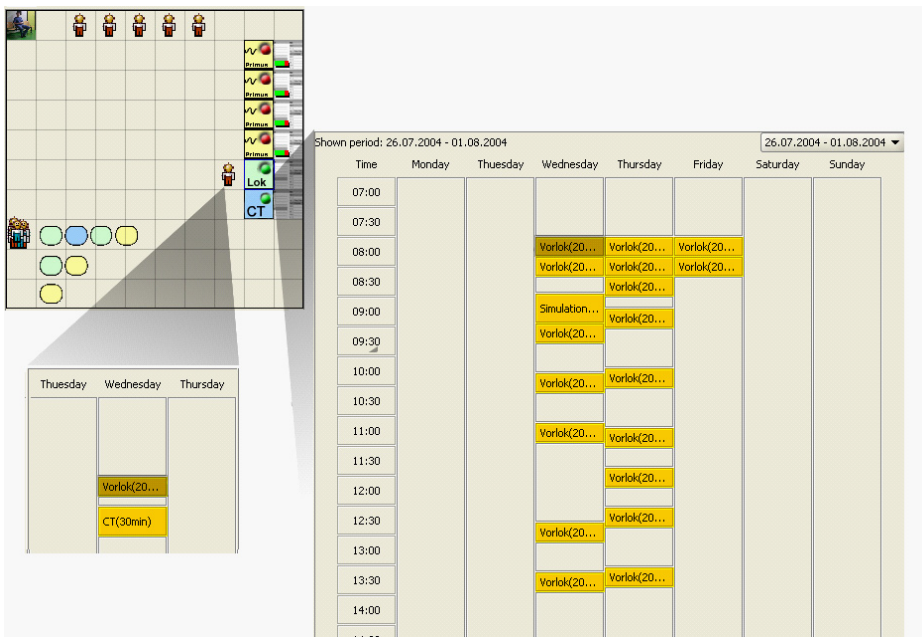 Primus
Primus
Primus
Primus
Lok
CT
Shown period: 26.07.2004 - 01.08.2004 26.07.2004 - 01.08.2004
Time Monday Thuesday Wednesday Thursday Friday Saturday Sunday
07:00
07:30
08:00 Vorlok(20... Vorlok(20... Vorlok(20...
Vorlok(20... Vorlok(20... Vorlok(20...
08:30 Vorlok(20...
09:00 Simulation... Vorlok(20...
09:30 Vorlok(20...
10:00 Vorlok(20... Vorlok(20...
10:30
11:00 Vorlok(20... Vorlok(20...
11:30
12:00 Vorlok(20...
12:30 Vorlok(20... Vorlok(20...
13:00
13:30 Vorlok(20... Vorlok(20...
14:00
Thuesday Wednesday Thursday
Vorlok(20...
CT(30min)